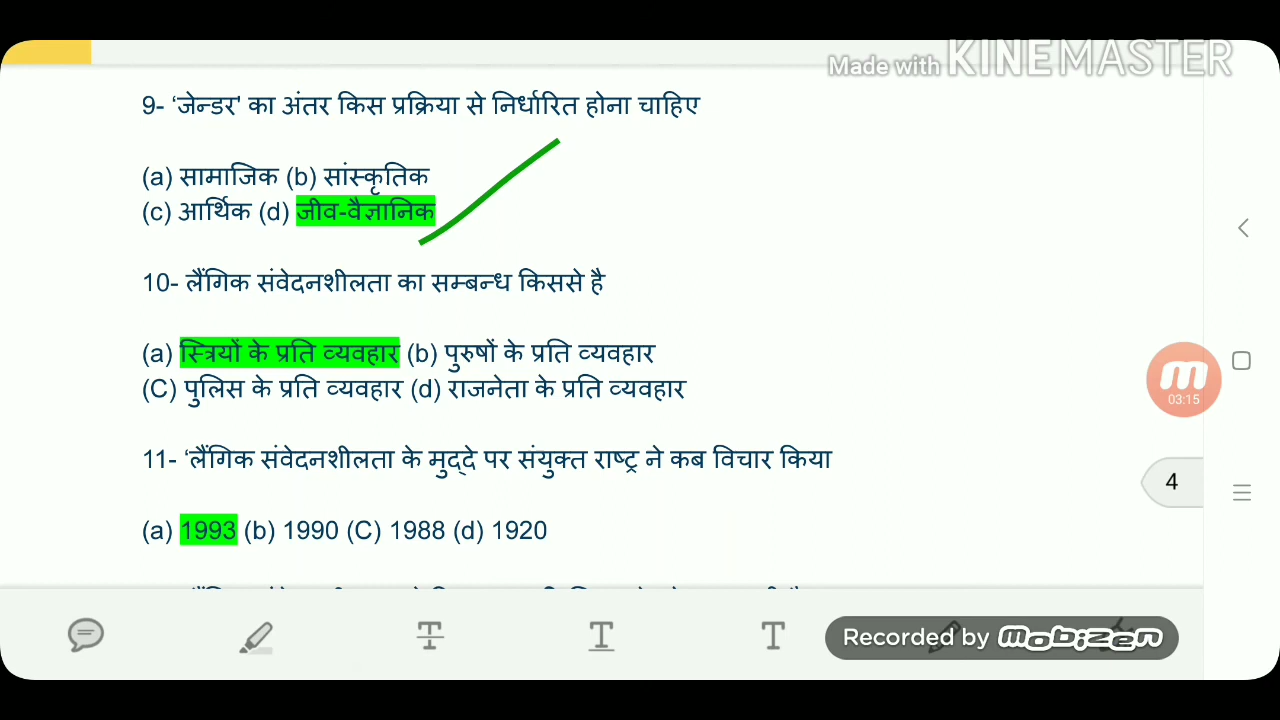 Made with KINEMASTER
9- ‘जेन्डर' का अंतर किस प्रक्रिया से निर्धारित होना चाहिए
(a) सामाजिक (b) सांस्कृतिक
(c) आर्थिक (d) जीव-वैज्ञानिक
10- लैंगिक संवेदनशीलता का सम्बन्ध किससे है
(a) स्त्रियों के प्रति व्यवहार (b) पुरुषों के प्रति व्यवहार
(C) पुलिस के प्रति व्यवहार (d) राजनेता के प्रति व्यवहार
03:15
11- ‘लैंगिक संवेदनशीलता के मुद्दे पर संयुक्त राष्ट्र ने कब विचार किया
4
(a) 1993 (b) 1990 (C) 1988 (d) 1920
Recorded by mobizen